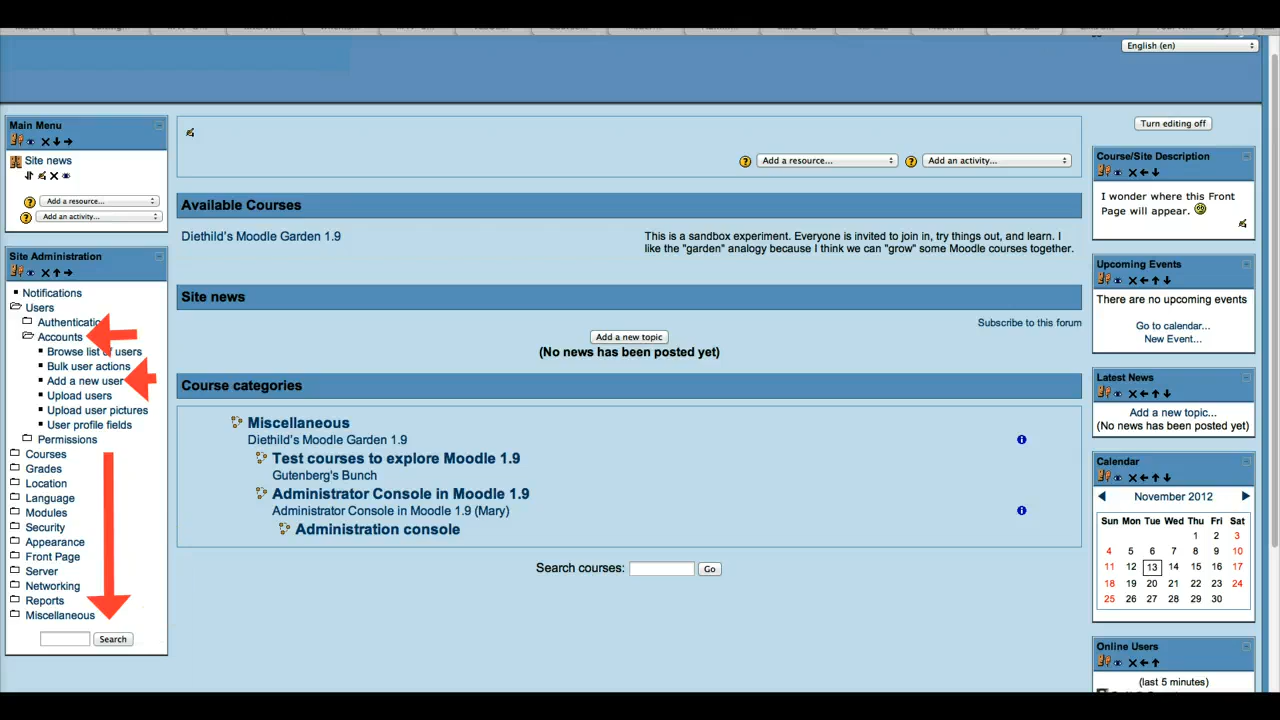 English (en)
Main Menu
Site news
Add a resource...
Add an activity...
Site Administration
Notifications
Users
Accounts
Browse list of users
Bulk user actions
Add a new user
Upload users
Upload user pictures
User profile fields
Permissions
Courses
Grades
Location
Language
Modules
Security
Appearance
Front Page
Server
Networking
Reports
Miscellaneous
Search
Add a resource... Add an activity...
Available Courses
Diethild's Moodle Garden 1.9
This is a sandbox experiment. Everyone is invited to join in, try things out, and learn. I
like the "garden" analogy because I think we can "grow" some Moodle courses together.
Site news
Subscribe to this forum
Add a new topic
(No news has been posted yet)
Course categories
Miscellaneous
Diethild's Moodle Garden 1.9
Test courses to explore Moodle 1.9
Gutenberg's Bunch
Administrator Console in Moodle 1.9
Administrator Console in Moodle 1.9 (Mary)
Administration console
Search courses: Go
Turn editing off
Course/Site Description
I wonder where this Front
Page will appear.
Upcoming Events
There are no upcoming events
Go to calendar...
New Event...
Latest News
Add a new topic...
(No news has been posted yet)
Calendar
November 2012
Sun Mon Tue Wed Thu Fri Sat
1 2 3
4 5 6 7 8 9 10
11 12 13 14 15 16 17
18 19 20 21 22 23 24
25 26 27 28 29 30
Online Users
(last 5 minutes)